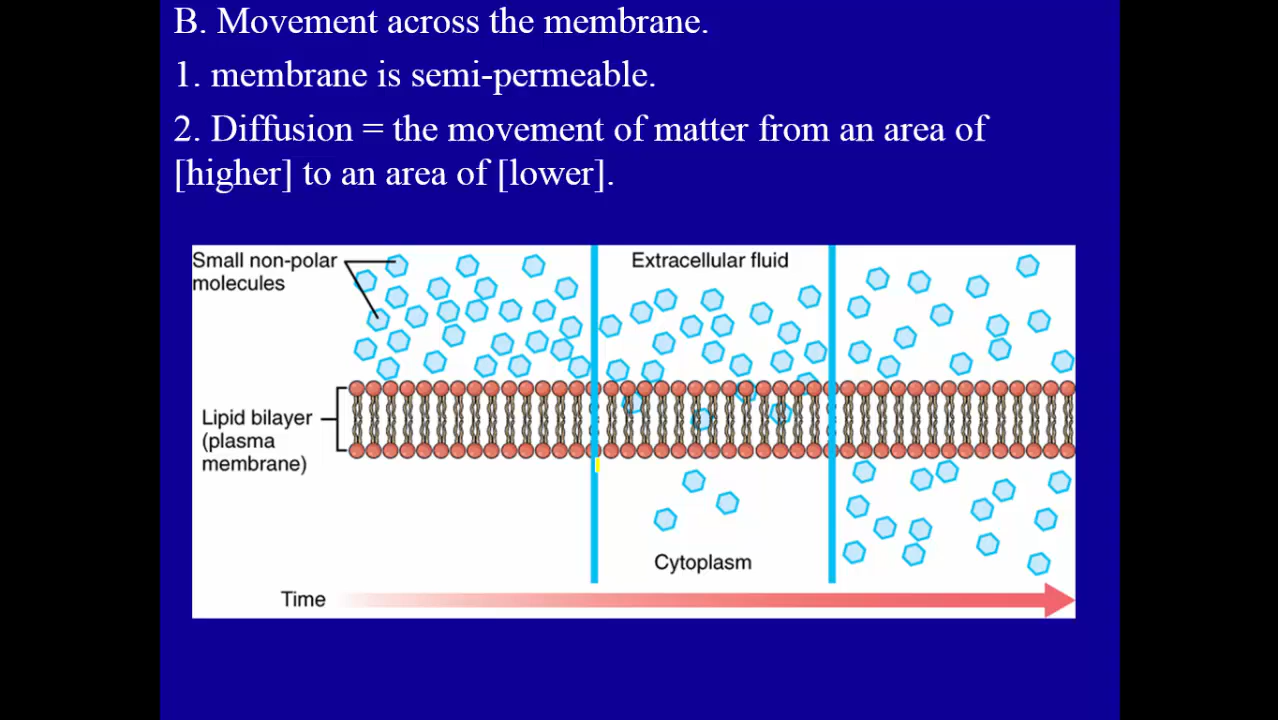 B. Movement across the membrane.
1. membrane is semi-permeable.
2. Diffusion = the movement of matter from an area of
[higher] to an area of [lower].
Small non-polar
molecules
Extracellular fluid
Lipid bilayer
(plasma
membrane)
Cytoplasm
Time